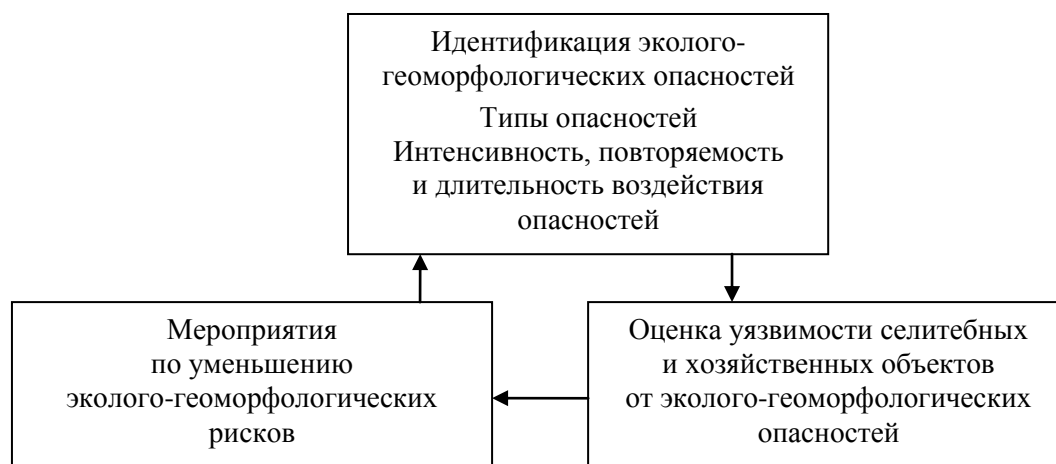 Идентификация эколого-
геоморфологических опасностей
Типы опасностей
Интенсивность, повторяемость
и длительность воздействия
опасностей
Мероприятия
по уменьшению
эколого-геоморфологических
рисков
Оценка уязвимости селитебных
и хозяйственных объектов
от эколого-геоморфологических
опасностей